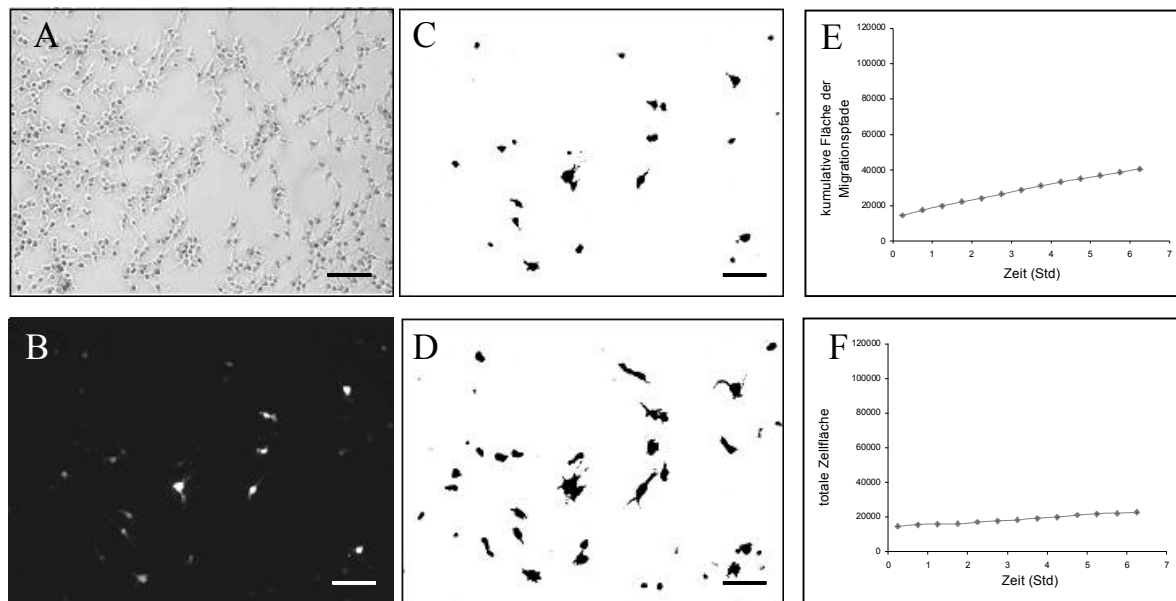 A
C
E
kumulative Fläche der
Migrationspfade
120000
100000
80000
60000
40000
20000
0
0 1 2 3 4 5 6 7
Zeit (Std)
B
D
F
totale Zellfläche
120000
100000
80000
60000
40000
20000
0
0 1 2 3 4 5 6 7
Zeit (Std)